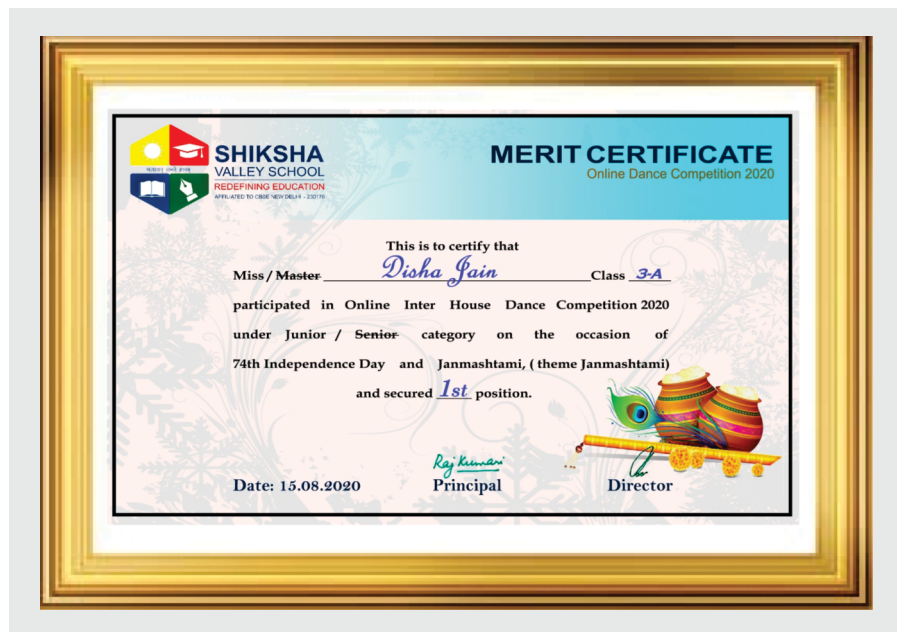 SHIKSHA
VALLEY SCHOOL
REDEFINING EDUCATION
AFFILIATED TO CBSE NEW DELHI -
MERIT CERTIFICATE
Online Dance Competition 2020
This is to certify that
Miss / Master Disha Jain Class 3-A
participated in Online Inter House Dance Competition 2020
under Junior / Senior category on the occasion of
74th Independence Day and Janmashtami, ( theme Janmashtami)
and secured 1st position.
Raj Kumari
Date: 15.08.2020 Principal Director